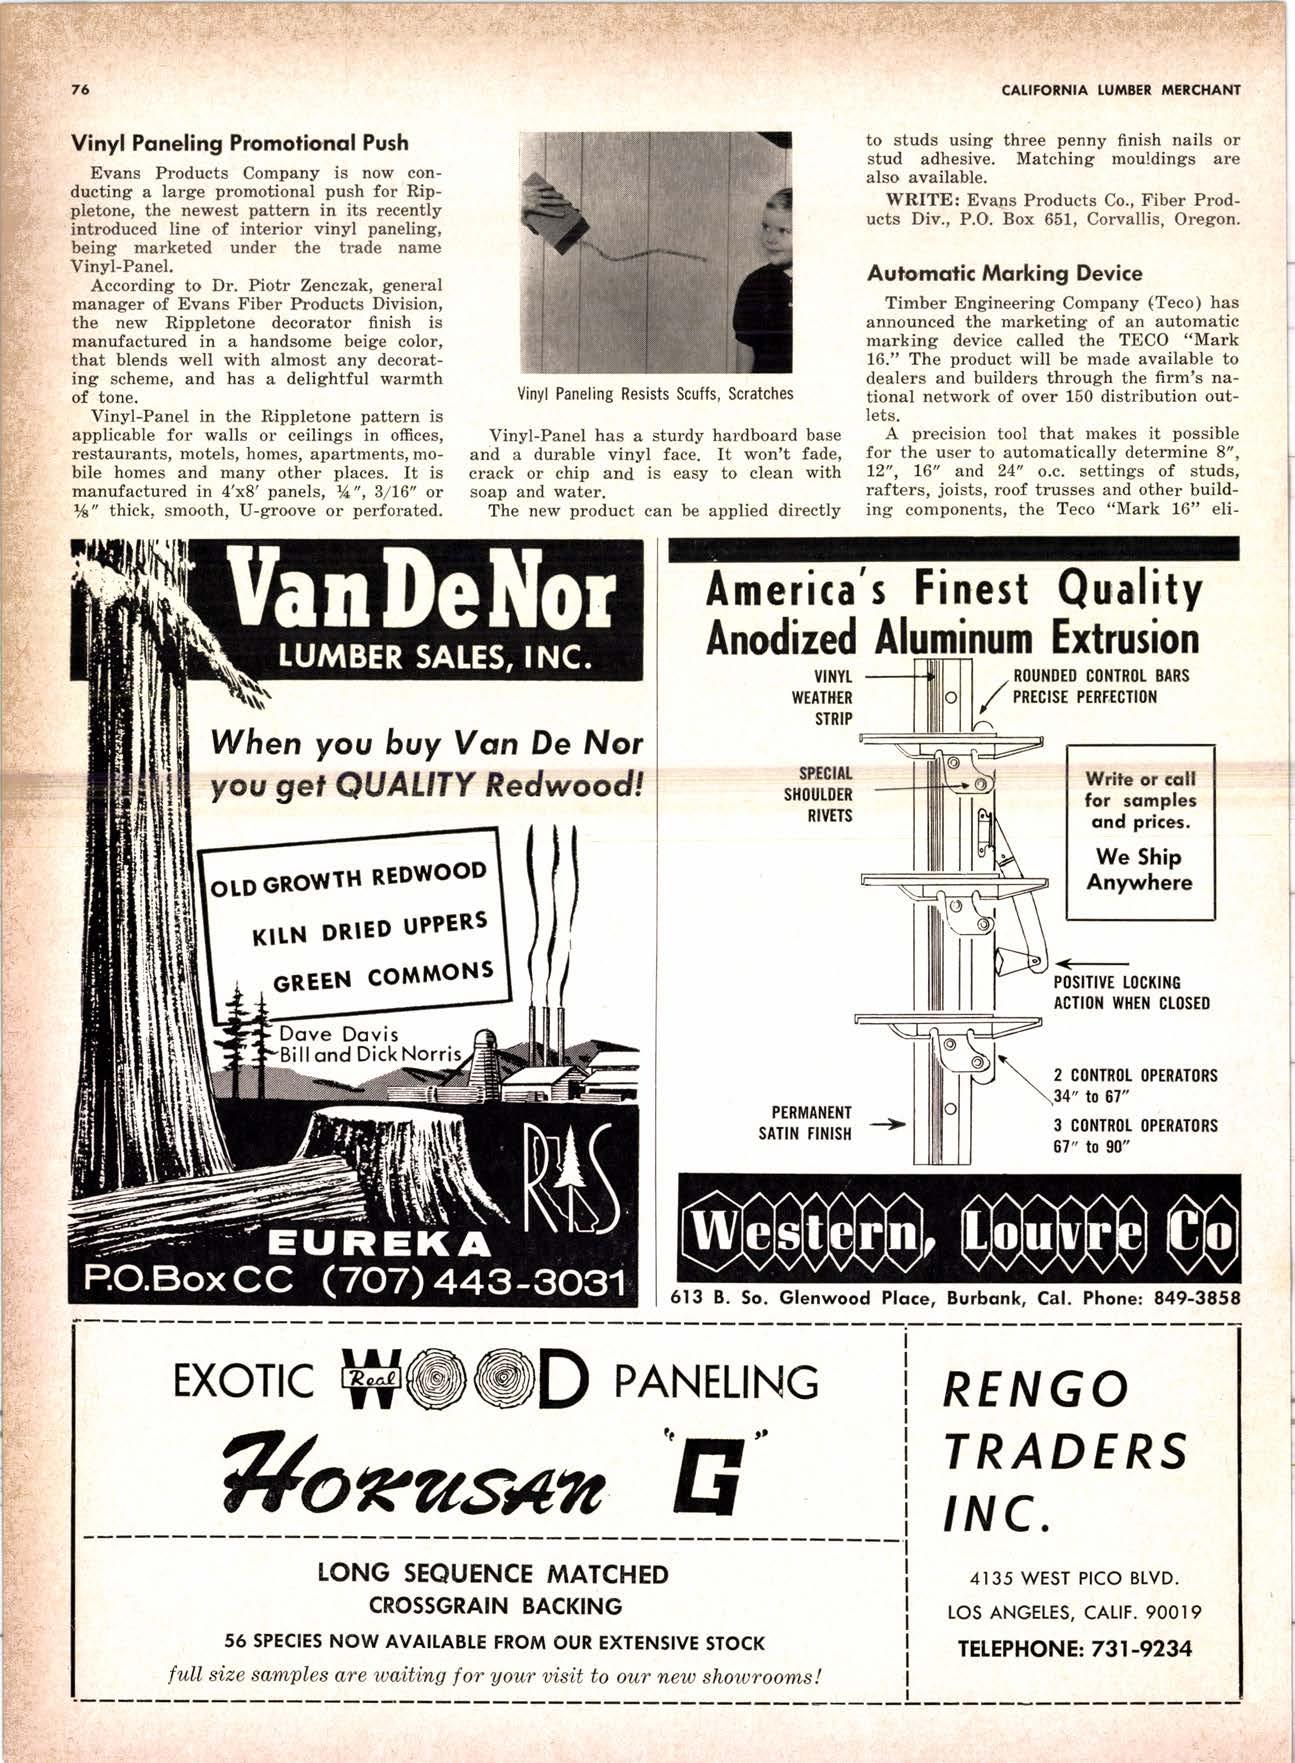 76
CALIFORNIA LUMBER MERCHANT
Vinyl Paneling Promotional Push
Evans Products Company is now con-
ducting a large promotional push for Rip-
pletone, the newest pattern in its recently
introduced line of interior vinyl paneling,
being marketed under the trade name
Vinyl-Panel.
According to Dr. Piotr Zenczak, general
manager of Evans Fiber Products Division,
the new Rippletone decorator finish is
manufactured in a handsome beige color,
that blends well with almost any decorat-
ing scheme, and has a delightful warmth
of tone.
Vinyl-Panel in the Rippletone pattern is
applicable for walls or ceilings in offices,
restaurants, motels, homes, apartments, mo-
bile homes and many other places. It is
manufactured in 4'x8' panels, ¼", 3/16" or
⅛" thick, smooth, U-groove or perforated.
Vinyl Paneling Resists Scuffs, Scratches
Vinyl-Panel has a sturdy hardboard base
and a durable vinyl face. It won't fade,
crack or chip and is easy to clean with
soap and water.
The new product can be applied directly
to studs using three penny finish nails or
stud adhesive. Matching mouldings are
also available.
WRITE: Evans Products Co., Fiber Prod-
ucts Div., P.O. Box 651, Corvallis, Oregon.
Automatic Marking Device
Timber Engineering Company (Teco) has
announced the marketing of an automatic
marking device called the TECO "Mark
16." The product will be made available to
dealers and builders through the firm's na-
tional network of over 150 distribution out-
lets.
A precision tool that makes it possible
for the user to automatically determine 8",
12", 16" and 24" o.c. settings of studs,
rafters, joists, roof trusses and other build-
ing components, the Teco "Mark 16" eli-
Van De Nor
LUMBER SALES, INC.
When you buy Van De Nor
you get QUALITY Redwood!
OLD GROWTH REDWOOD
KILN DRIED UPPERS
GREEN COMMONS
Dave Davis
Bill and Dick Norris
RIS
EUREKA
P.O.Box CC (707) 443-3031
America's Finest Quality
Anodized Aluminum Extrusion
VINYL
WEATHER
STRIP
ROUNDED CONTROL BARS
PRECISE PERFECTION
SPECIAL
SHOULDER
RIVETS
Write or call
for samples
and prices.
We Ship
Anywhere
POSITIVE LOCKING
ACTION WHEN CLOSED
2 CONTROL OPERATORS
34" to 67"
3 CONTROL OPERATORS
67" to 90"
PERMANENT
SATIN FINISH
Western, Louvre Co
613 B. So. Glenwood Place, Burbank, Cal. Phone: 849-3858
EXOTIC Real WOOD PANELING
HOKUSAN "G"
LONG SEQUENCE MATCHED
CROSSGRAIN BACKING
56 SPECIES NOW AVAILABLE FROM OUR EXTENSIVE STOCK
full size samples are waiting for your visit to our new showrooms!
RENGO
TRADERS
INC.
4135 WEST PICO BLVD.
LOS ANGELES, CALIF. 90019
TELEPHONE: 731-9234